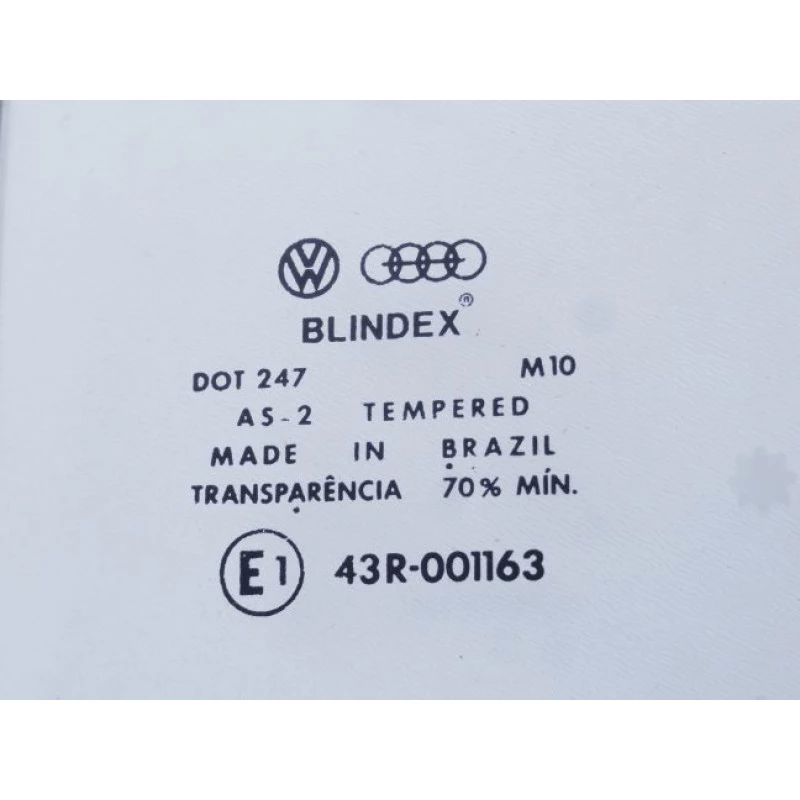 VW
BLINDEX®
DOT 247 M10
AS-2 TEMPERED
MADE IN BRAZIL
TRANSPARÊNCIA 70% MÍN.
E1 43R-001163